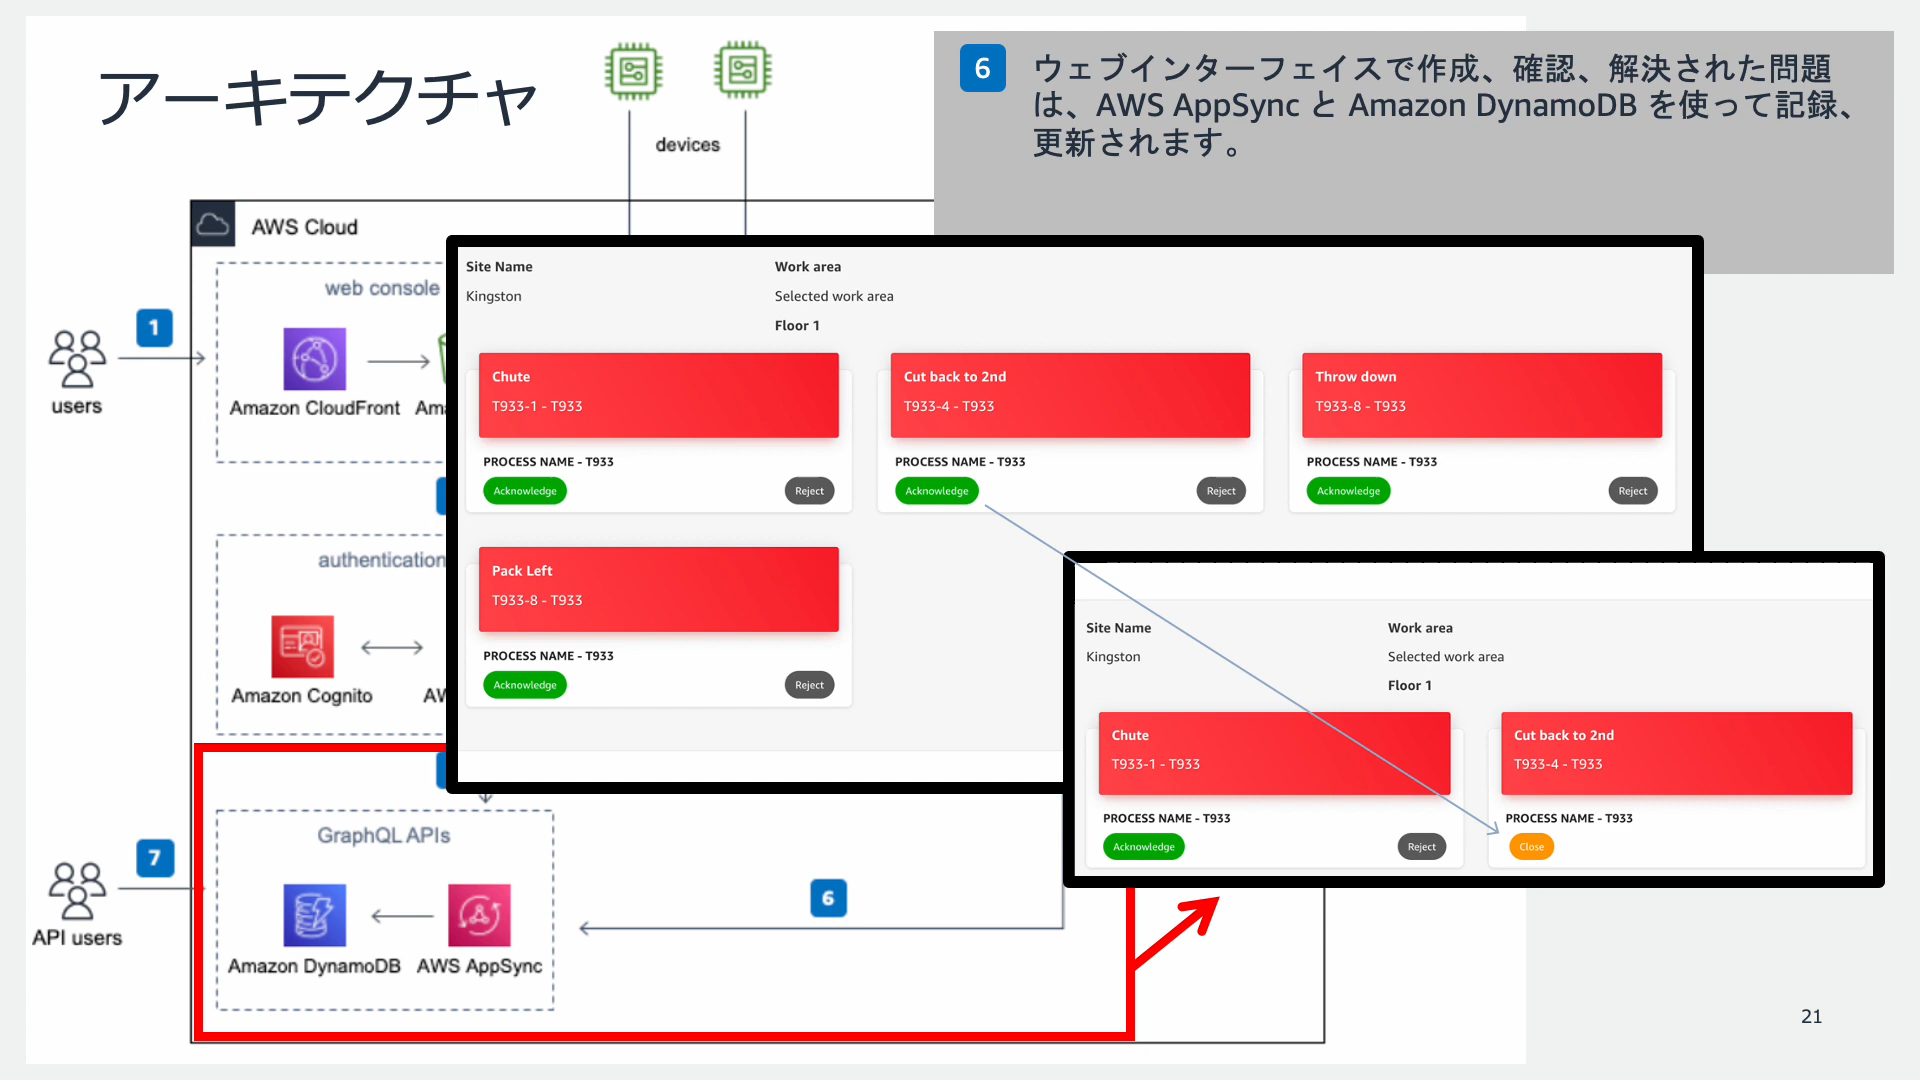 アーキテクチャ
6
ウェブインターフェイスで作成、確認、解決された問題
は、AWS AppSync と Amazon DynamoDB を使って記録、
更新されます。
devices
AWS Cloud
web console
1
users
Amazon CloudFront
authentication
Amazon Cognito
Site Name
Kingston
Work area
Selected work area
Floor 1
Chute
T933-1 - T933
PROCESS NAME - T933
Acknowledge
Reject
Cut back to 2nd
T933-4 - T933
PROCESS NAME - T933
Acknowledge
Reject
Throw down
T933-8 - T933
PROCESS NAME - T933
Acknowledge
Reject
Pack Left
T933-8 - T933
PROCESS NAME - T933
Acknowledge
Reject
Site Name
Kingston
Work area
Selected work area
Floor 1
Chute
T933-1 - T933
PROCESS NAME - T933
Acknowledge
Reject
Cut back to 2nd
T933-4 - T933
PROCESS NAME - T933
Close
GraphQL APIs
7
API users
Amazon DynamoDB
AWS AppSync
6
21